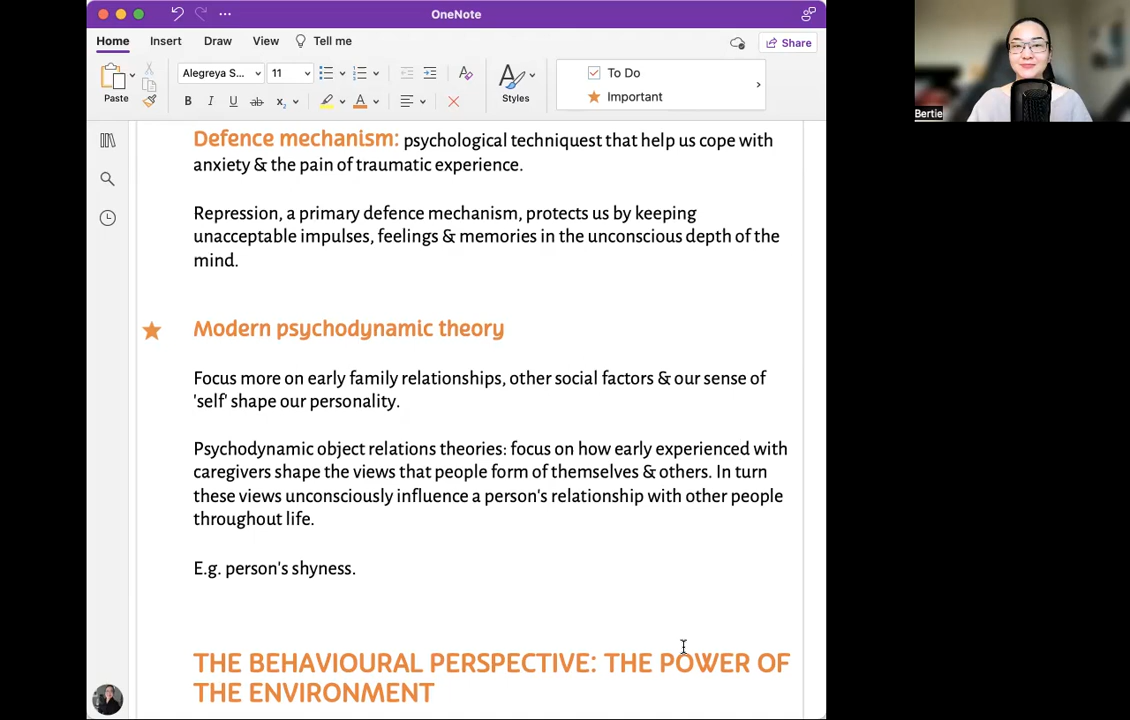 OneNote
Home Insert Draw View Tell me
Share
Paste
Alegreya S... 11
B I U ab x₂ A
Styles
To Do
Important
Bertie
Defence mechanism: psychological techniquest that help us cope with
anxiety & the pain of traumatic experience.
Repression, a primary defence mechanism, protects us by keeping
unacceptable impulses, feelings & memories in the unconscious depth of the
mind.
Modern psychodynamic theory
Focus more on early family relationships, other social factors & our sense of
'self' shape our personality.
Psychodynamic object relations theories: focus on how early experienced with
caregivers shape the views that people form of themselves & others. In turn
these views unconsciously influence a person's relationship with other people
throughout life.
E.g. person's shyness.
THE BEHAVIOURAL PERSPECTIVE: THE POWER OF
THE ENVIRONMENT